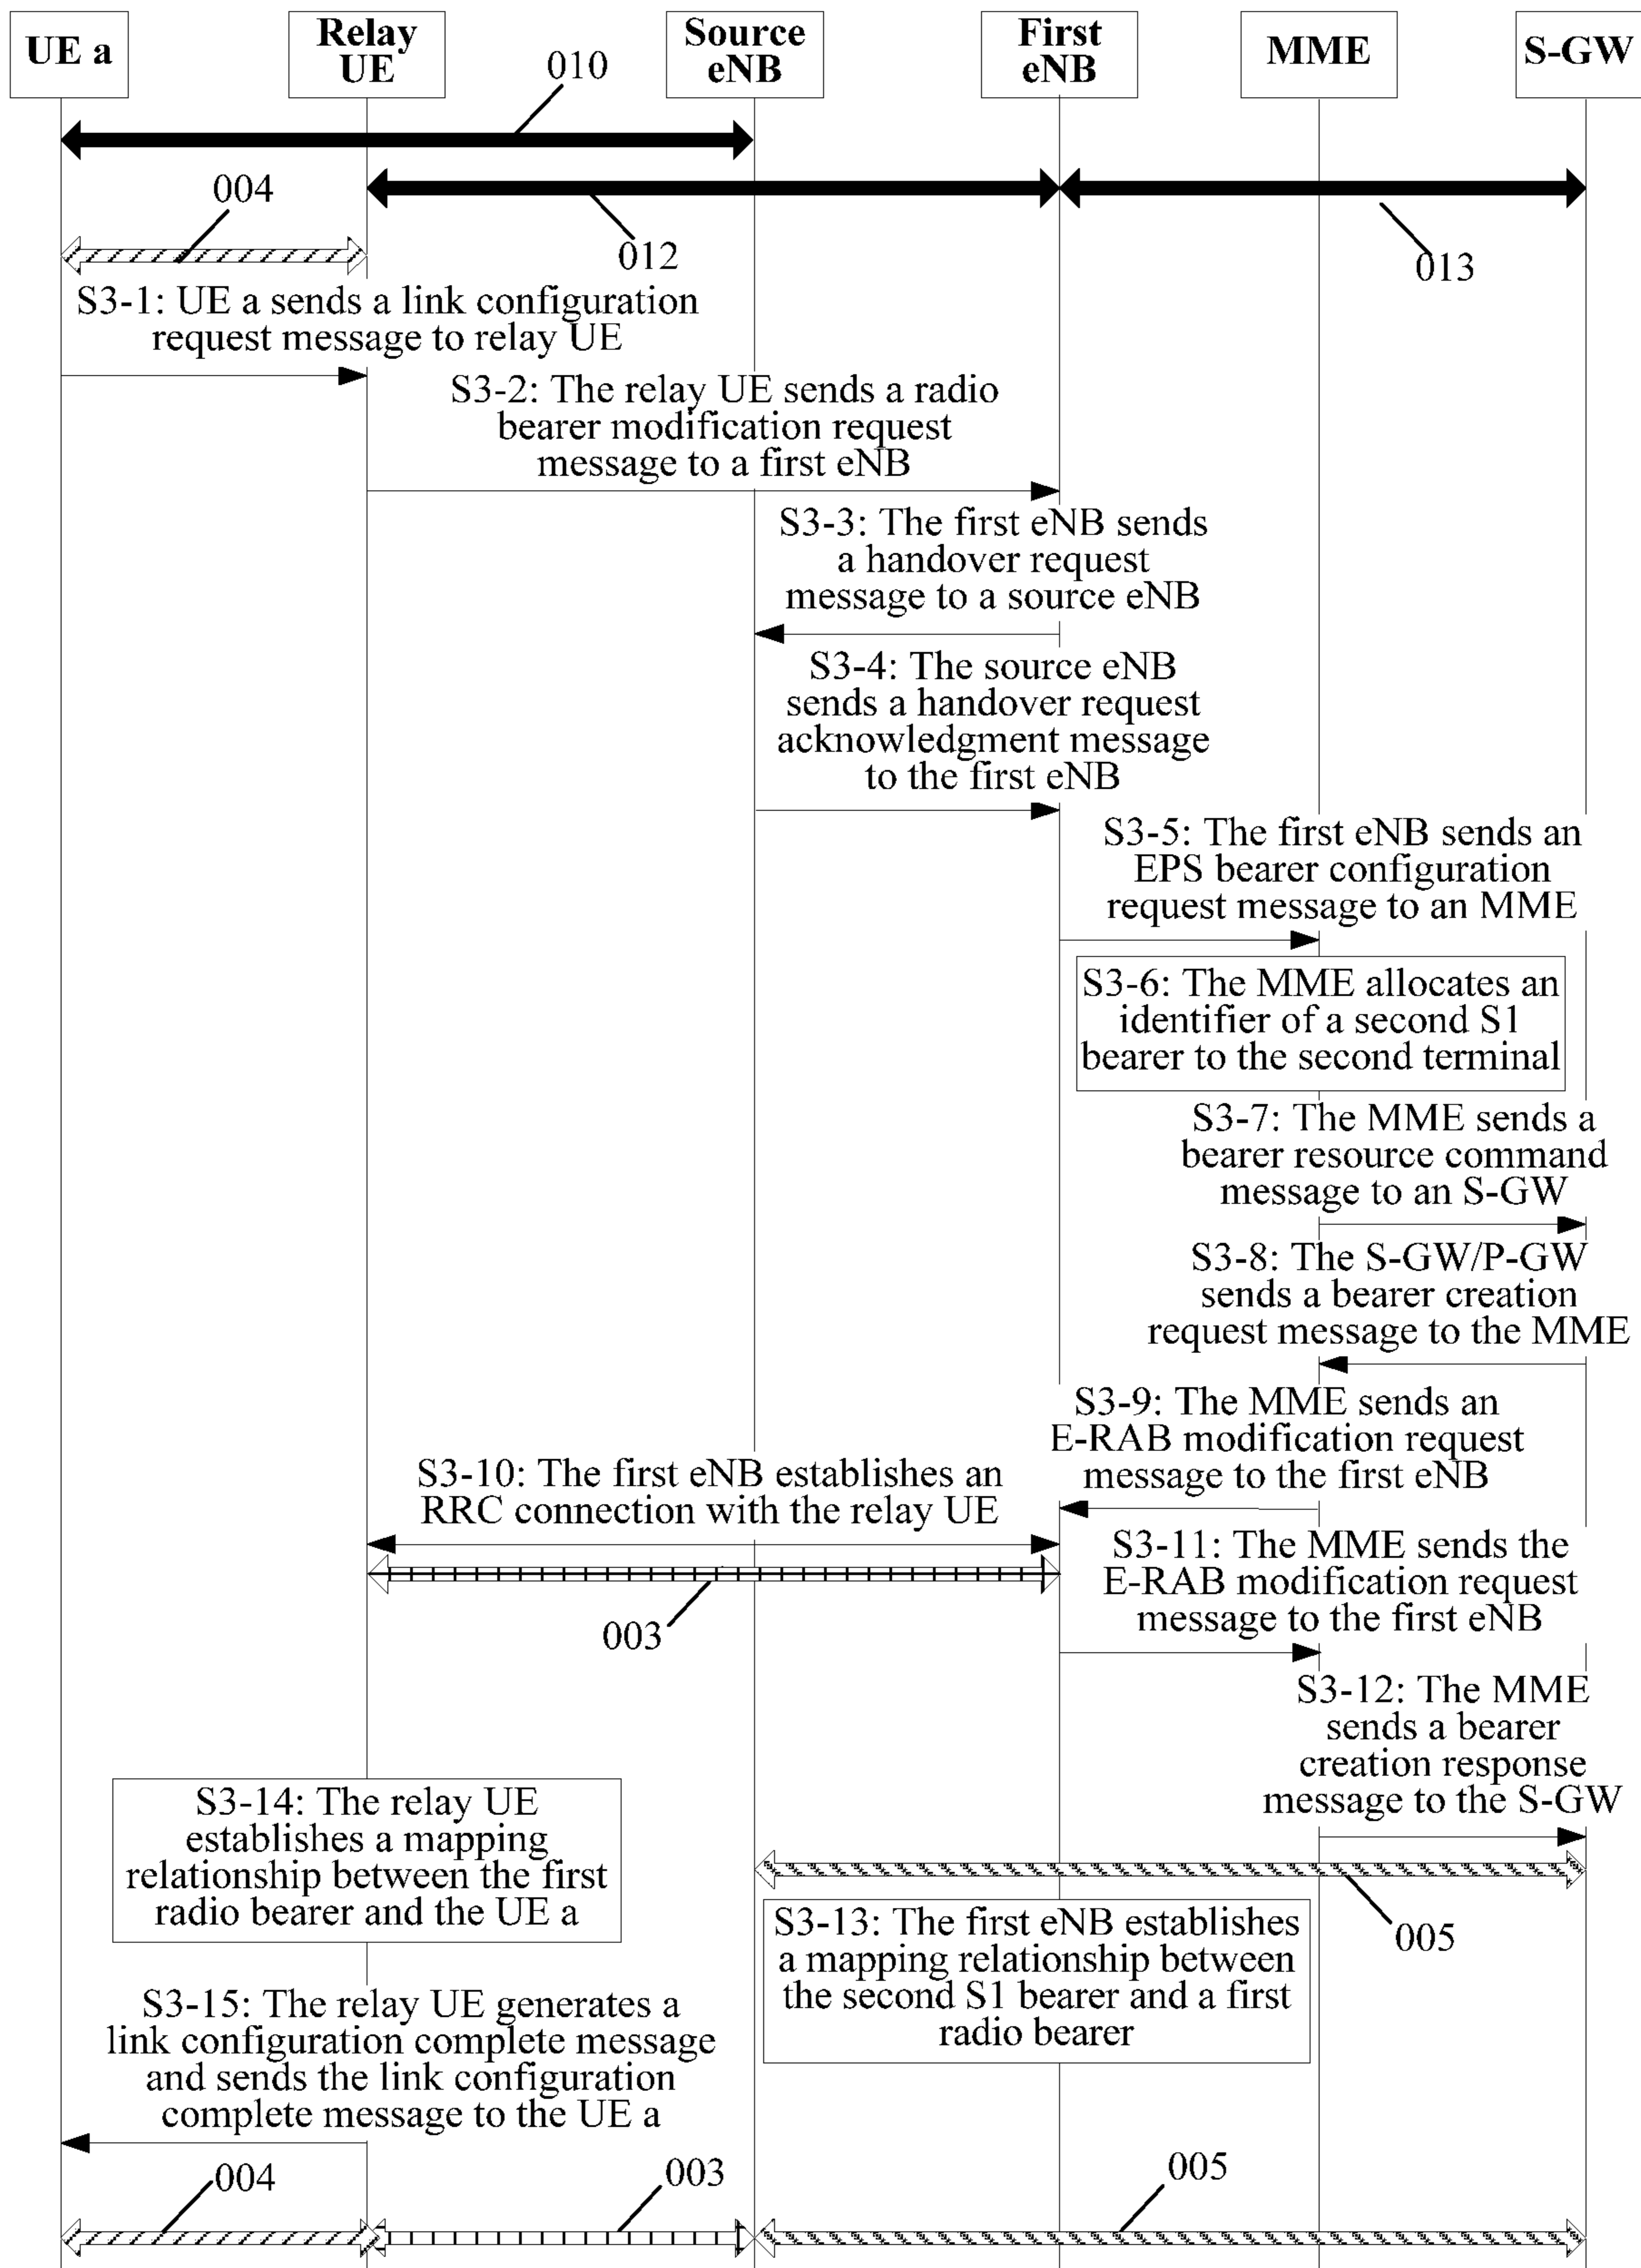 UE a
Relay
UE
Source
eNB
First
eNB
MME
S-GW
010
004
012
013
S3-1: UE a sends a link configuration
request message to relay UE
S3-2: The relay UE sends a radio
bearer modification request
message to a first eNB
S3-3: The first eNB sends
a handover request
message to a source eNB
S3-4: The source eNB
sends a handover request
acknowledgment message
to the first eNB
S3-5: The first eNB sends an
EPS bearer configuration
request message to an MME
S3-6: The MME allocates an
identifier of a second S1
bearer to the second terminal
S3-7: The MME sends a
bearer resource command
message to an S-GW
S3-8: The S-GW/P-GW
sends a bearer creation
request message to the MME
S3-9: The MME sends an
E-RAB modification request
message to the first eNB
S3-10: The first eNB establishes an
RRC connection with the relay UE
003
S3-11: The MME sends the
E-RAB modification request
message to the first eNB
S3-12: The MME
sends a bearer
creation response
message to the S-GW
005
S3-14: The relay UE
establishes a mapping
relationship between the first
radio bearer and the UE a
S3-13: The first eNB establishes
a mapping relationship between
the second S1 bearer and a first
radio bearer
S3-15: The relay UE generates a
link configuration complete message
and sends the link configuration
complete message to the UE a
004
003
005